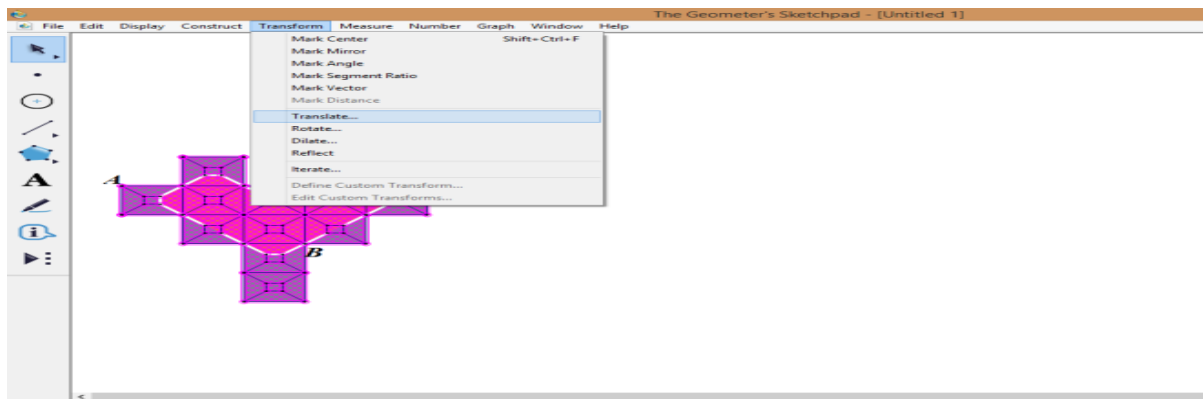 The Geometer's Sketchpad - [Untitled 1]
File Edit Display Construct Transform Measure Number Graph Window Help
Mark Center Shift+Ctrl+F
Mark Mirror
Mark Angle
Mark Segment Ratio
Mark Vector
Mark Distance
Translate...
Rotate...
Dilate...
Reflect
Iterate...
Define Custom Transform...
Edit Custom Transforms...
A
A
B